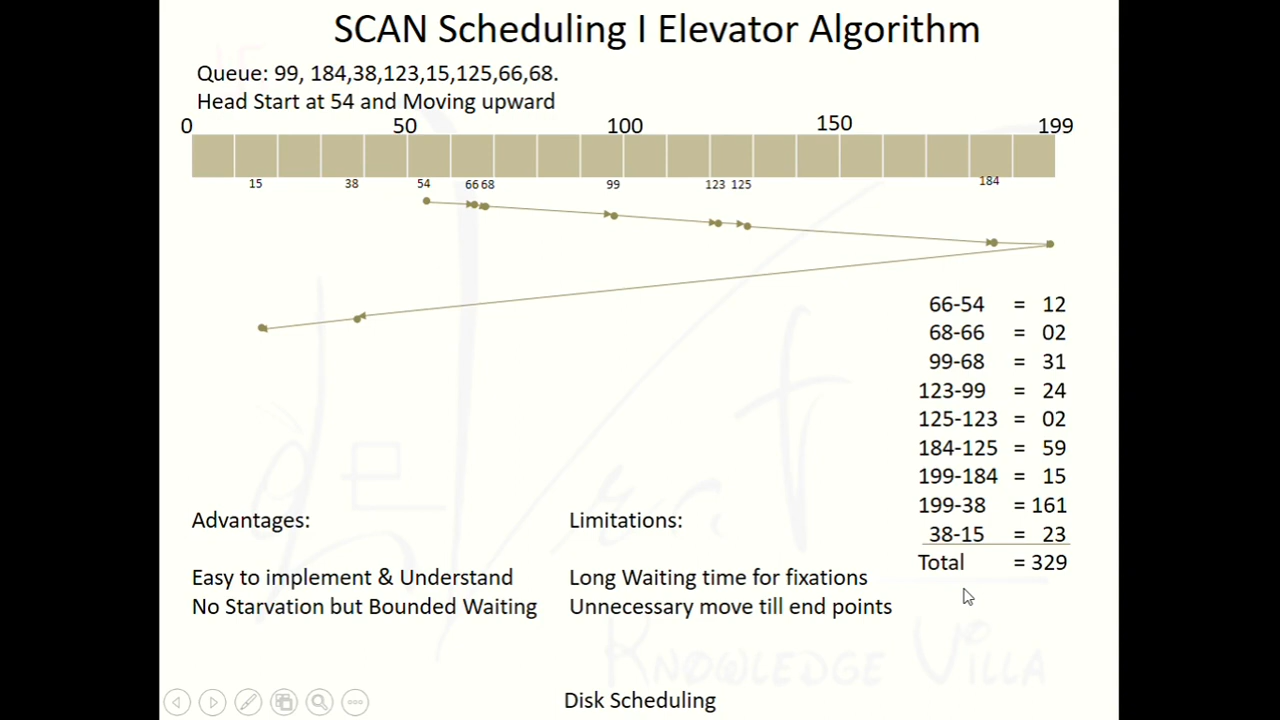 SCAN Scheduling I Elevator Algorithm
Queue: 99, 184,38,123,15,125,66,68.
Head Start at 54 and Moving upward
0 50 100 150 199
15 38 54 66 68 99 123 125 184
66-54 = 12
68-66 = 02
99-68 = 31
123-99 = 24
125-123 = 02
184-125 = 59
199-184 = 15
199-38 = 161
38-15 = 23
Total = 329
Advantages:
Easy to implement & Understand
No Starvation but Bounded Waiting
Limitations:
Long Waiting time for fixations
Unnecessary move till end points
KNOWLEDGE VILLA
Disk Scheduling